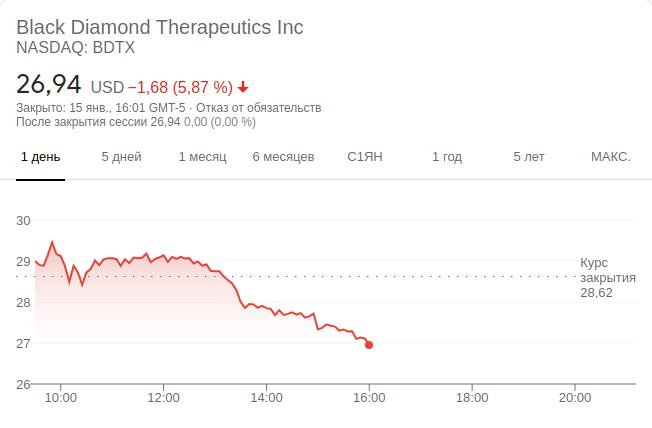 Black Diamond Therapeutics Inc
NASDAQ: BDTX
26,94 USD −1,68 (5,87 %)
Закрыто: 15 янв., 16:01 GMT-5 · Отказ от обязательств
После закрытия сессии 26,94 0,00 (0,00 %)
1 день 5 дней 1 месяц 6 месяцев С1ЯН 1 год 5 лет МАКС.
30
29
28
27
26
Курс
закрытия
28,62
10:00 12:00 14:00 16:00 18:00 20:00